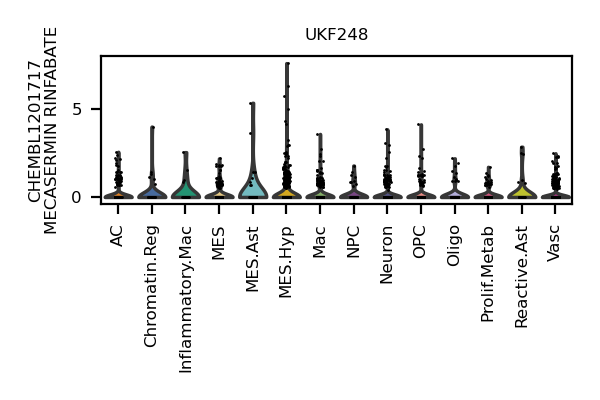 UKF248
CHEMBL1201717
MECASERMIN RINFABATE
5
0
AC
Chromatin.Reg
Inflammatory.Mac
MES
MES.Ast
MES.Hyp
Mac
NPC
Neuron
OPC
Oligo
Prolif.Metab
Reactive.Ast
Vasc